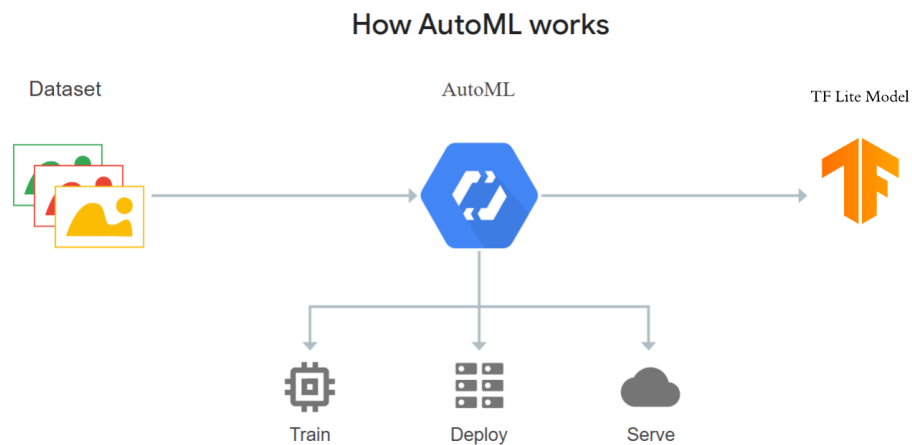 How AutoML works
Dataset
AutoML
TF Lite Model
Train
Deploy
Serve